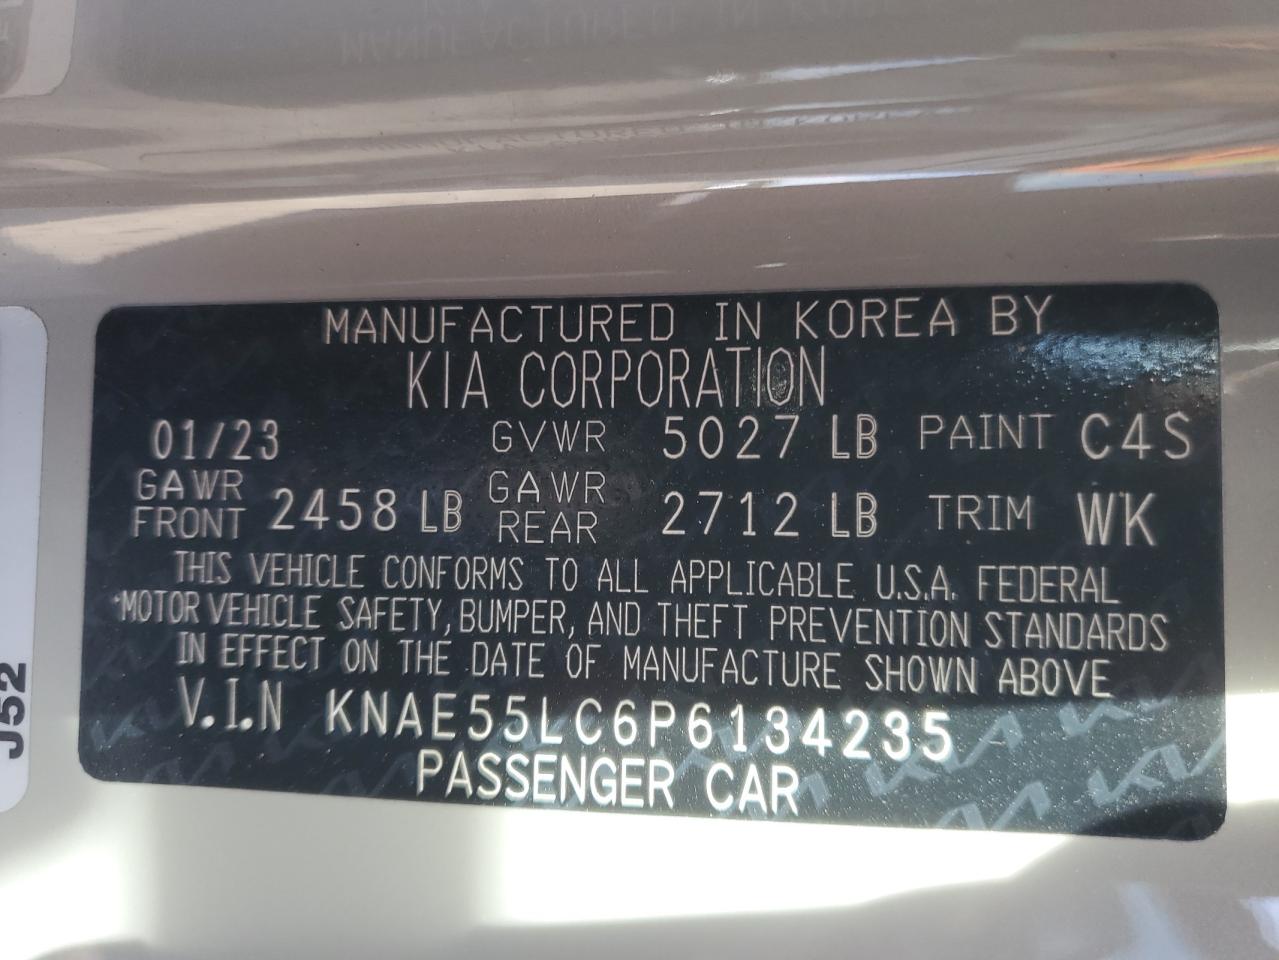 MANUFACTURED IN KOREA BY
KIA CORPORATION
01/23 GVWR 5027 LB PAINT C4S
GAWR FRONT 2458 LB GAWR REAR 2712 LB TRIM WK
THIS VEHICLE CONFORMS TO ALL APPLICABLE U.S.A. FEDERAL
MOTOR VEHICLE SAFETY, BUMPER, AND THEFT PREVENTION STANDARDS
IN EFFECT ON THE DATE OF MANUFACTURE SHOWN ABOVE
V.I.N KNAE55LC6P6134235
PASSENGER CAR
J52